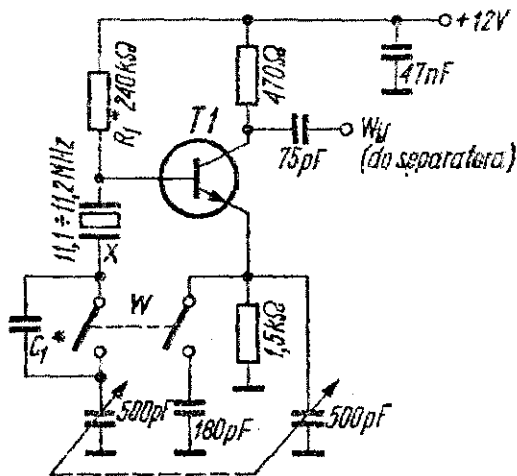 +12V
240kΩ
*
R1
T1
470Ω
47nF
75pF
Wy
(do separatora)
11,1÷11,2MHz
X
C1*
W
1,5kΩ
500pF
180pF
500pF